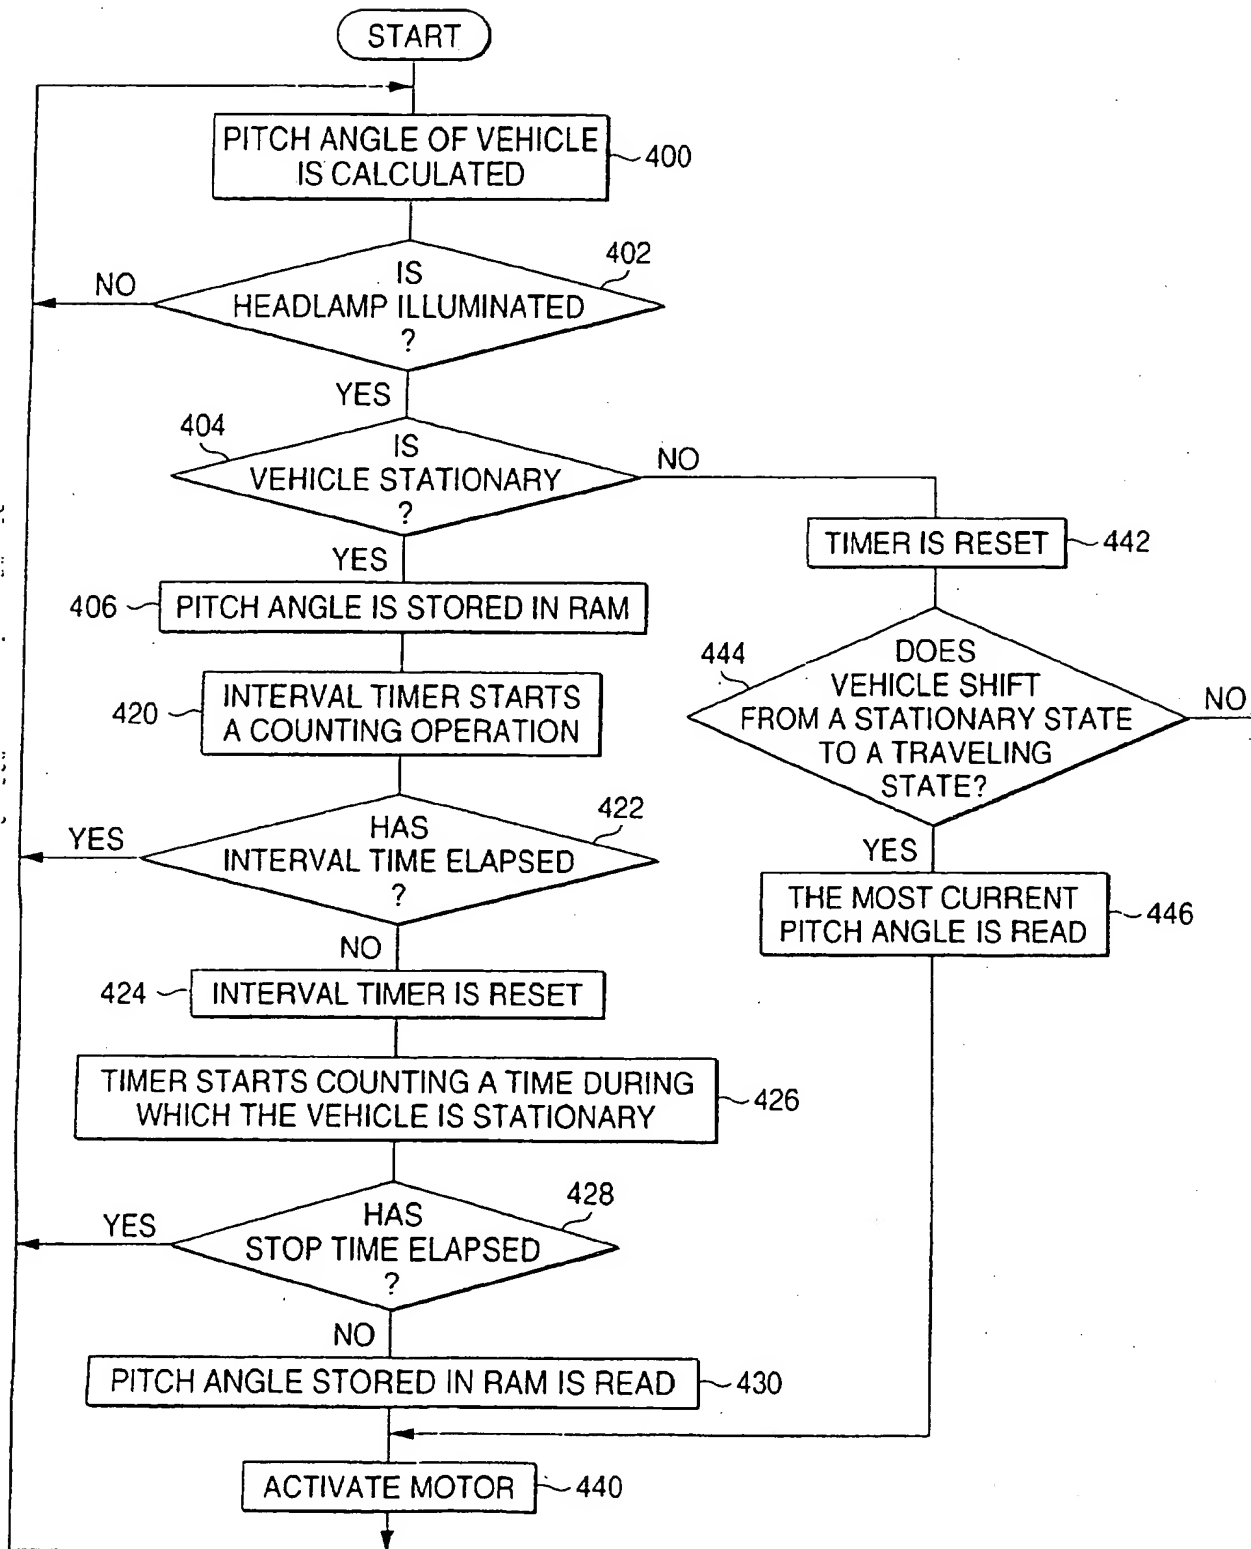 START
PITCH ANGLE OF VEHICLE
IS CALCULATED
400
402
IS
HEADLAMP ILLUMINATED
?
NO
YES
404
IS
VEHICLE STATIONARY
?
NO
YES
TIMER IS RESET
442
406
PITCH ANGLE IS STORED IN RAM
444
DOES
VEHICLE SHIFT
FROM A STATIONARY STATE
TO A TRAVELING
STATE?
NO
YES
420
INTERVAL TIMER STARTS
A COUNTING OPERATION
422
HAS
INTERVAL TIME ELAPSED
?
YES
NO
THE MOST CURRENT
PITCH ANGLE IS READ
446
424
INTERVAL TIMER IS RESET
TIMER STARTS COUNTING A TIME DURING
WHICH THE VEHICLE IS STATIONARY
426
428
HAS
STOP TIME ELAPSED
?
YES
NO
PITCH ANGLE STORED IN RAM IS READ
430
ACTIVATE MOTOR
440